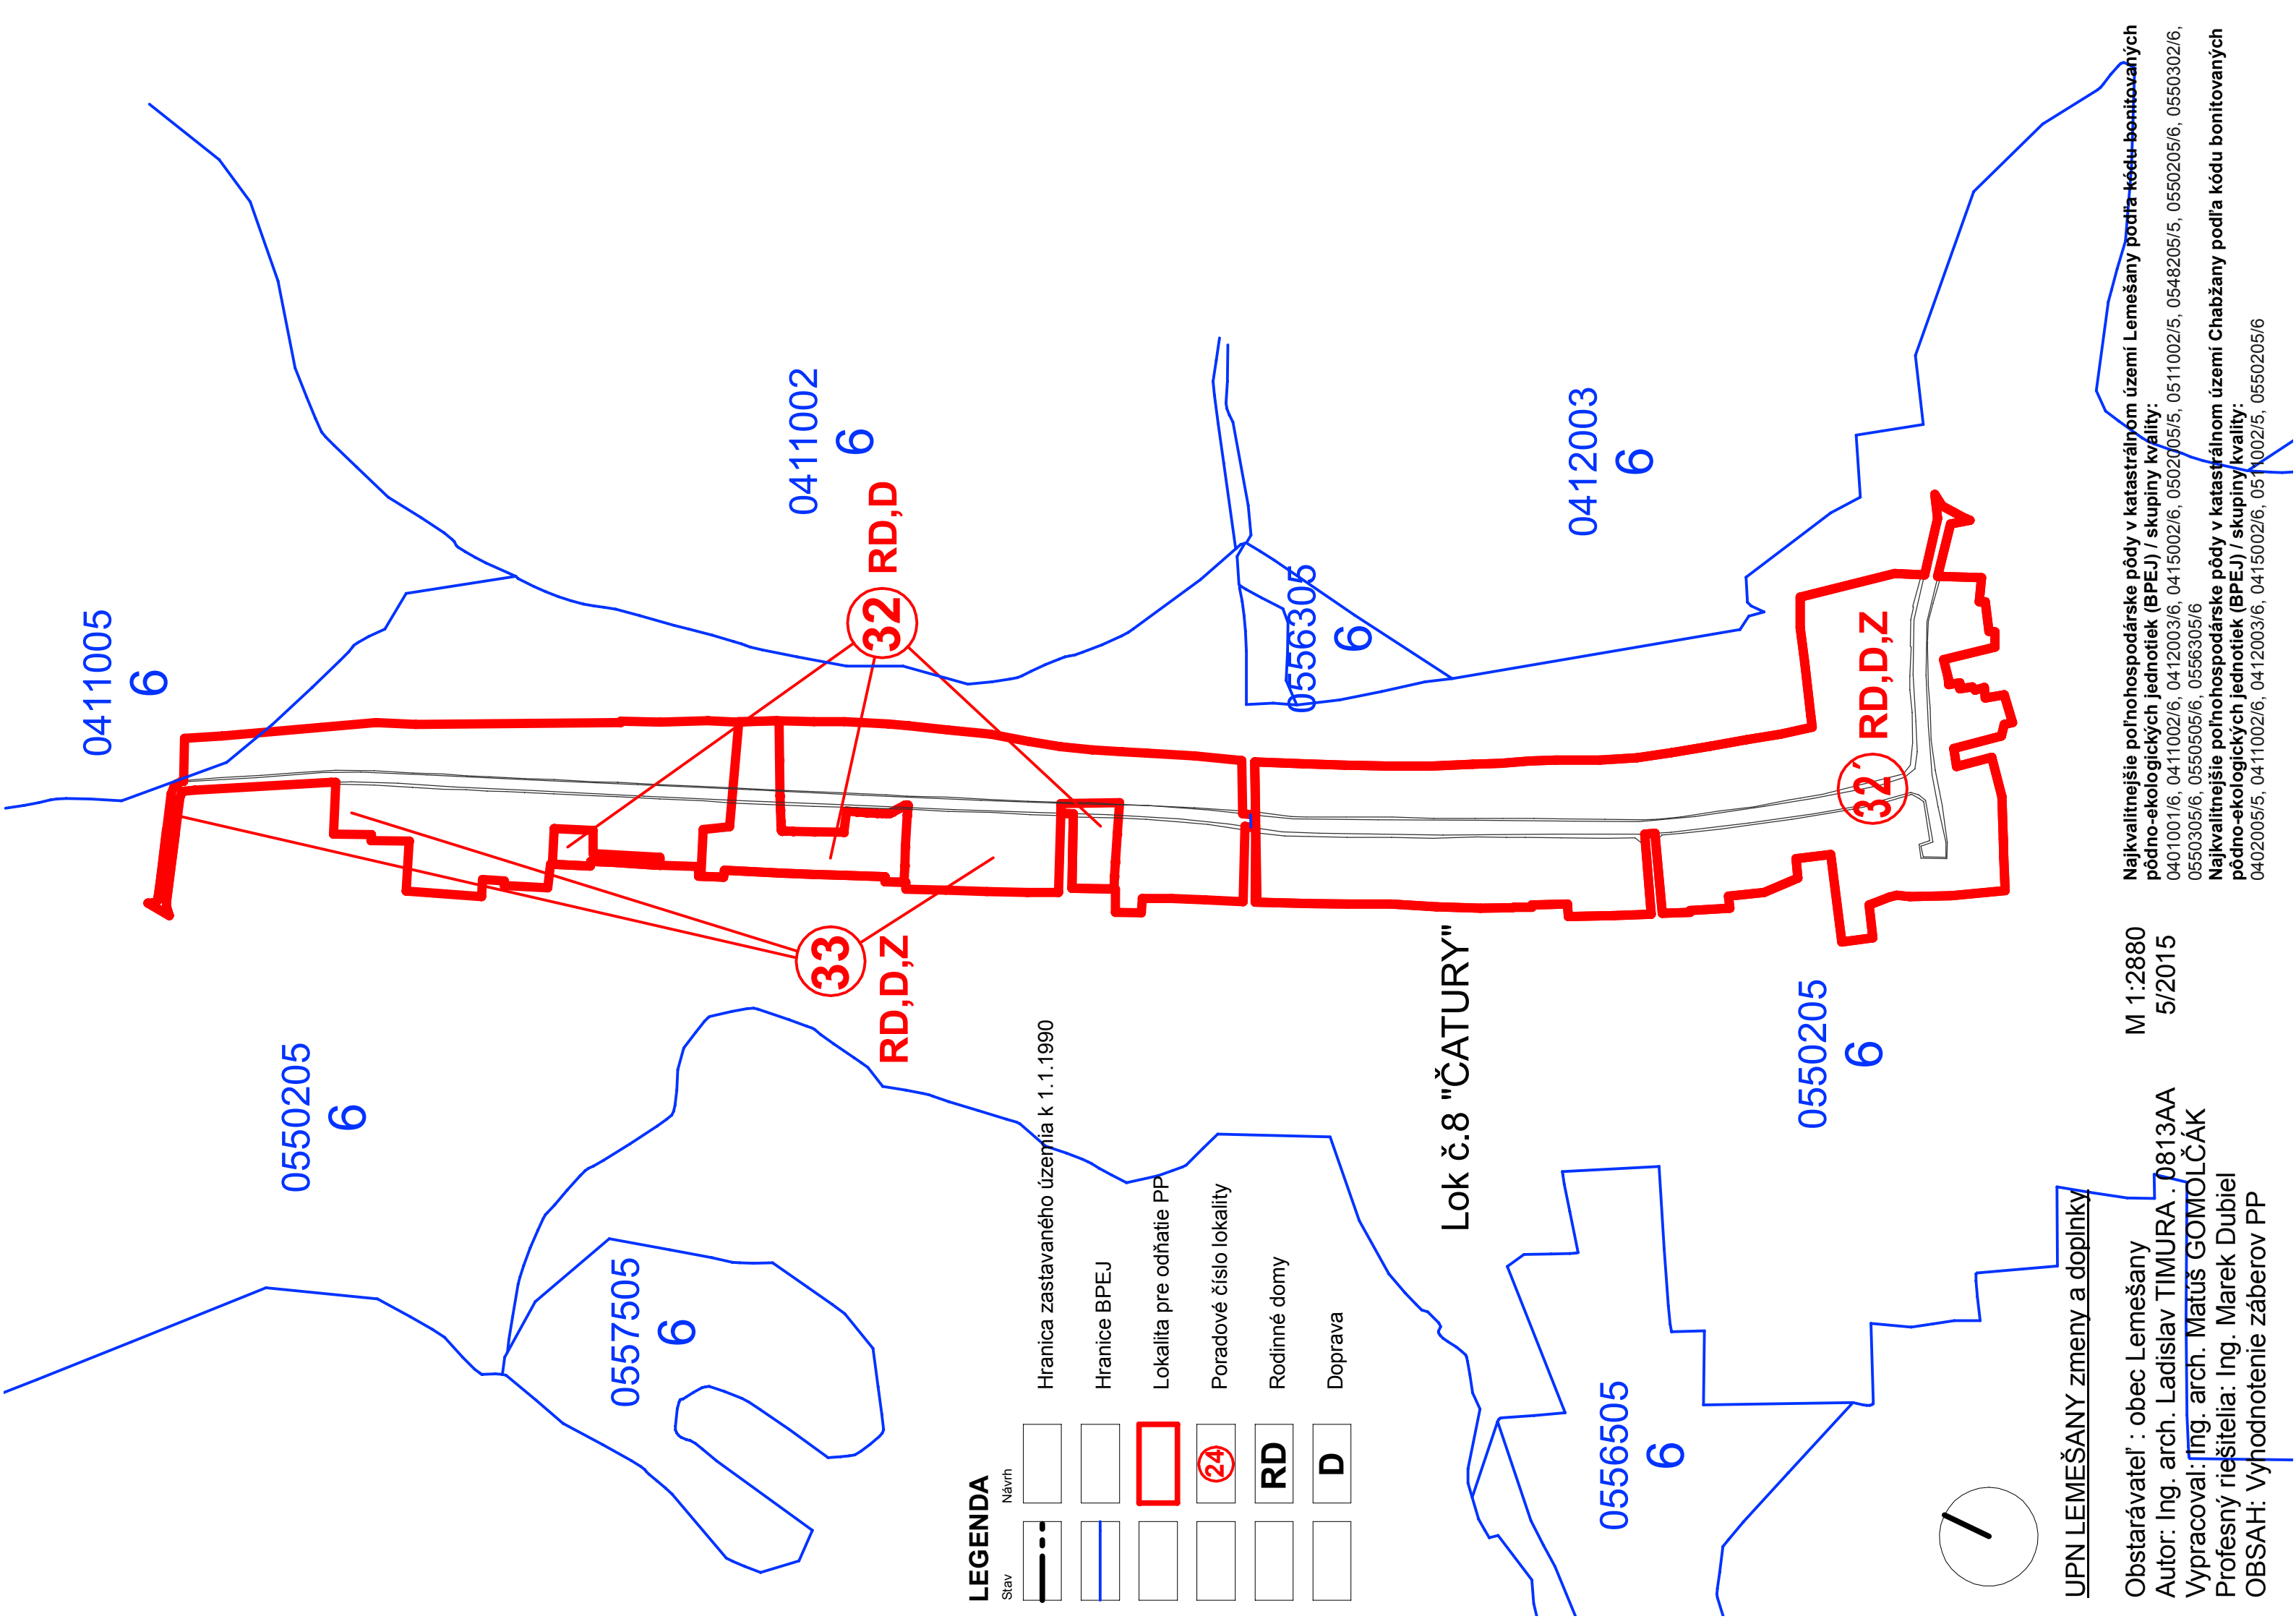 0411005
6
0411002
6
0412003
6
0556305
6
32 RD,D
32´ RD,D,Z
33
RD,D,Z
0550205
6
0557505
6
0550205
6
0556505
6
Lok č.8 "ČATURY"
LEGENDA
Stav Návrh
Hranica zastavaného územia k 1.1.1990
Hranice BPEJ
Lokalita pre odňatie PP
24 Poradové číslo lokality
RD Rodinné domy
D Doprava
UPN LEMEŠANY zmeny a doplnky
Obstarávateľ : obec Lemešany M 1:2880
Autor: Ing. arch. Ladislav TIMURA . 0813AA 5/2015
Vypracoval: Ing. arch. Matúš GOMOLČÁK
Profesný riešitelia: Ing. Marek Dubiel
OBSAH: Vyhodnotenie záberov PP
Najkvalitnejšie poľnohospodárske pôdy v katastrálnom území Lemešany podľa kódu bonitovaných
pôdno-ekologických jednotiek (BPEJ) / skupiny kvality:
0401001/6, 0411002/6, 0412003/6, 0415002/6, 0502005/5, 0511002/5, 0548205/5, 0550205/6, 0550302/6,
0550305/6, 0550505/6, 0556305/6
Najkvalitnejšie poľnohospodárske pôdy v katastrálnom území Chabžany podľa kódu bonitovaných
pôdno-ekologických jednotiek (BPEJ) / skupiny kvality:
0402005/5, 0411002/6, 0412003/6, 0415002/6, 0511002/5, 0550205/6